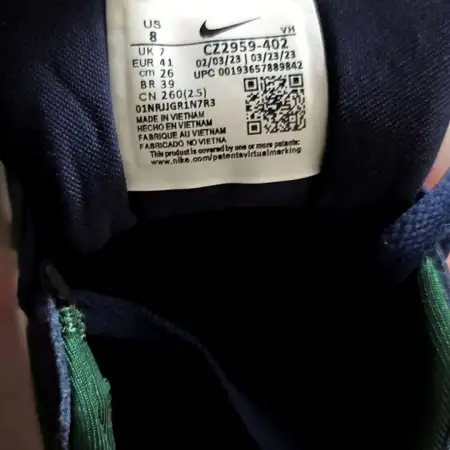 US
8
VH
UK 7
CZ2959-402
EUR 41
02/03/23 | 03/23/23
cm 26
UPC 00193657889842
BR 39
CN 260(2.5)
01NRJJGR1N7R3
MADE IN VIETNAM
HECHO EN VIETNAM
FABRIQUE AU VIETNAM
FABRICADO NO VIETNÃ
This product is covered by one or more patents:
www.nike.com/patentsvirtualmarking